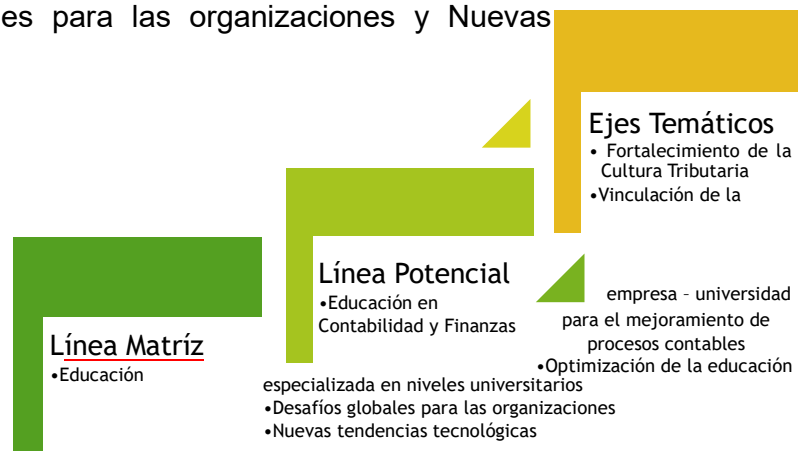 es para las organizaciones y Nuevas
Ejes Temáticos
• Fortalecimiento de la
Cultura Tributaria
•Vinculación de la
empresa – universidad
para el mejoramiento de
procesos contables
•Optimización de la educación
Línea Potencial
•Educación en
Contabilidad y Finanzas
especializada en niveles universitarios
•Desafíos globales para las organizaciones
•Nuevas tendencias tecnológicas
Línea Matríz
•Educación